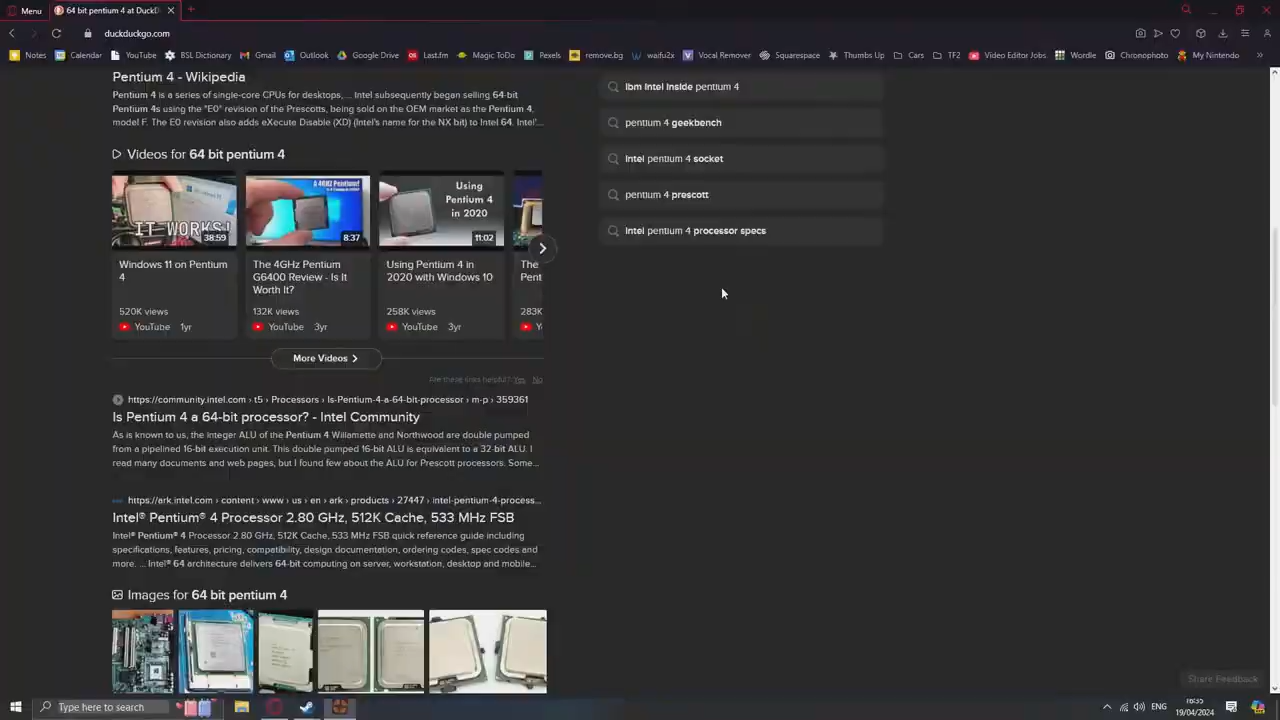 Menu
64 bit pentium 4 at DuckD
duckduckgo.com
Notes
Cafe
YouTube
BSL Dictionary
Gmail
Outlook
Google Drive
Last.fm
Magic ToDo
Pexels
remove.bg
waifu2x
Vocal Remover
Squarespace
Thumbs Up
Cars
TF2
Video Editor Jobs
Wordle
Chronophoto
My Nintendo
Pentium 4 - Wikipedia
Pentium 4 is a series of single-core CPUs for desktops,... Intel subsequently began selling 64-bit
Pentium 4s using the "E0" revision of the Prescotts, being sold on the OEM market as the Pentium 4,
model F. The E0 revision also adds eXecute Disable (XD) (Intel's name for the NX bit) to Intel 64. Intel'...
Videos for 64 bit pentium 4
IT WORKS!
38:59
Windows 11 on Pentium
4
520K views
YouTube 1yr
A 4GHz Pentium!
8:37
The 4GHz Pentium
G6400 Review - Is It
Worth It?
132K views
YouTube 3yr
Using
Pentium 4
in 2020
11:02
Using Pentium 4 in
2020 with Windows 10
258K views
YouTube 3yr
The
Pent
283K
Y
More Videos
Are these links helpful? Yes No
https://community.intel.com › t5 › Processors › Is-Pentium-4-a-64-bit-processor › m-p › 359361
Is Pentium 4 a 64-bit processor? - Intel Community
As is known to us, the integer ALU of the Pentium 4 Willamette and Northwood are double pumped
from a pipelined 16-bit execution unit. This double pumped 16-bit ALU is equivalent to a 32-bit ALU. I
read many documents and web pages, but I found few about the ALU for Prescott processors. Some...
https://ark.intel.com › content › www › us › en › ark › products › 27447 › intel-pentium-4-process...
Intel® Pentium® 4 Processor 2.80 GHz, 512K Cache, 533 MHz FSB
Intel® Pentium® 4 Processor 2.80 GHz, 512K Cache, 533 MHz FSB quick reference guide including
specifications, features, pricing, compatibility, design documentation, ordering codes, spec codes and
more. ... Intel® 64 architecture delivers 64-bit computing on server, workstation, desktop and mobile...
Images for 64 bit pentium 4
ibm intel inside pentium 4
pentium 4 geekbench
intel pentium 4 socket
pentium 4 prescott
intel pentium 4 processor specs
Share Feedback
Type here to search
ENG
16:35
19/04/2024